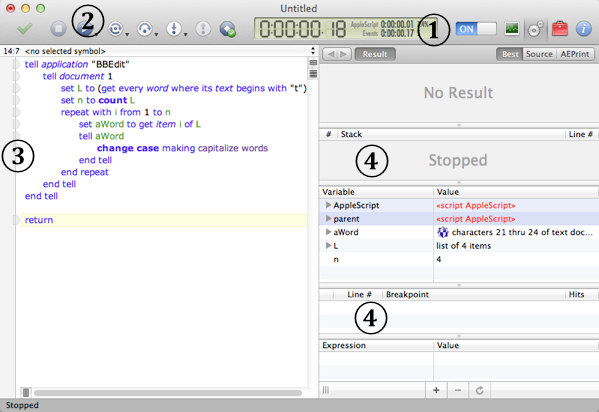 Untitled
2
0:00:00.18 AppleScript 0:00:00.01 24%
Events 0:00:00.17
1
ON
14:7 <no selected symbol>
tell application "BBEdit"
tell document 1
set L to (get every word where its text begins with "t")
set n to count L
repeat with i from 1 to n
set aWord to get item i of L
tell aWord
change case making capitalize words
end tell
end repeat
end tell
end tell
return
3
Result
Best Source AEPrint
No Result
# Stack Line #
4
Stopped
Variable Value
AppleScript «script AppleScript»
parent «script AppleScript»
aWord characters 21 thru 24 of text doc...
L list of 4 items
n 4
Line # Breakpoint Hits
4
Expression Value
Stopped